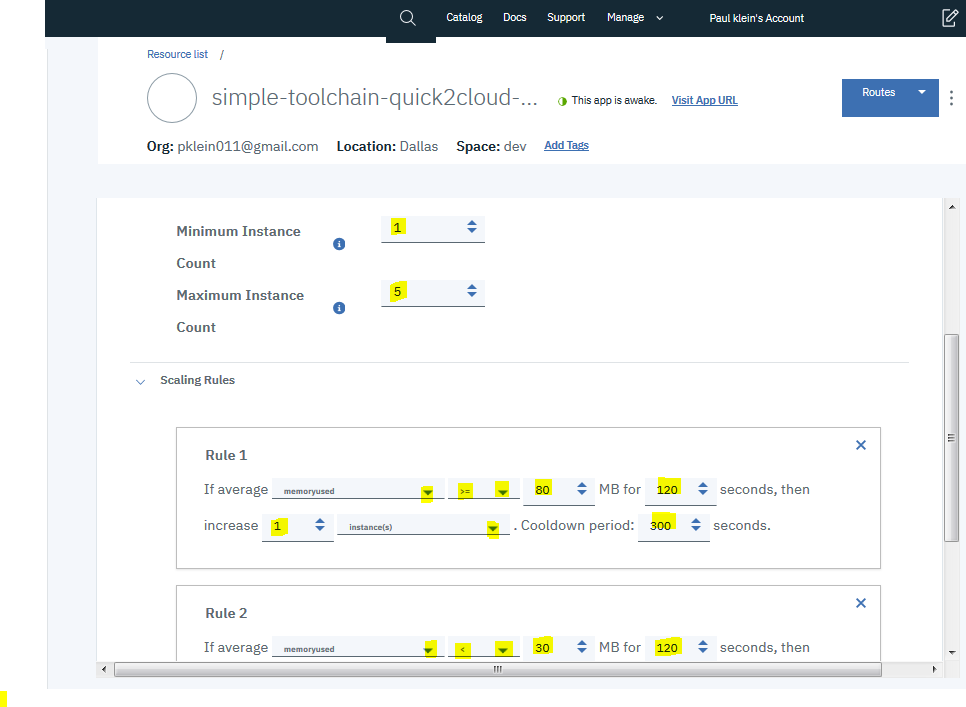 Catalog Docs Support Manage Paul klein's Account
Resource list /
simple-toolchain-quick2cloud-... This app is awake. Visit App URL Routes
Org: pklein011@gmail.com Location: Dallas Space: dev Add Tags
Minimum Instance 1
Count
Maximum Instance 5
Count
Scaling Rules
Rule 1
If average memoryused >= 80 MB for 120 seconds, then
increase 1 instance(s) . Cooldown period: 300 seconds.
Rule 2
If average memoryused < 30 MB for 120 seconds, then